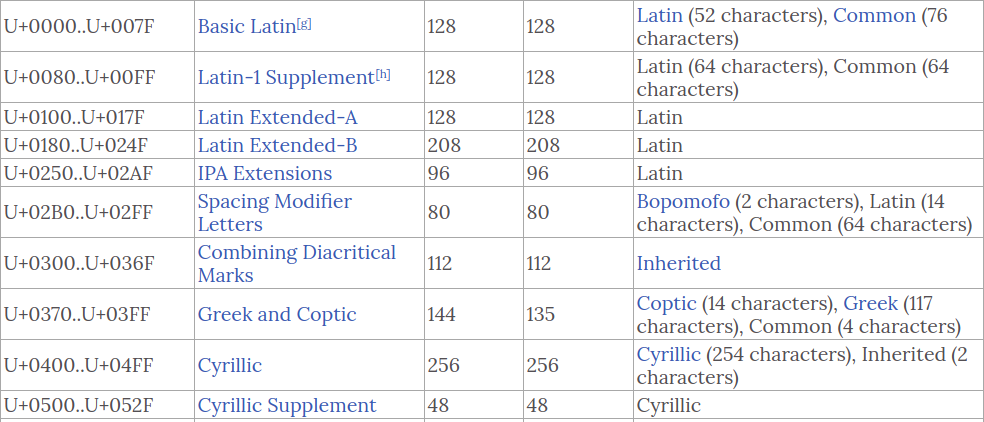 U+0000..U+007F Basic Latin[g] 128 128 Latin (52 characters), Common (76
characters)
U+0080..U+00FF Latin-1 Supplement[h] 128 128 Latin (64 characters), Common (64
characters)
U+0100..U+017F Latin Extended-A 128 128 Latin
U+0180..U+024F Latin Extended-B 208 208 Latin
U+0250..U+02AF IPA Extensions 96 96 Latin
U+02B0..U+02FF Spacing Modifier
Letters 80 80 Bopomofo (2 characters), Latin (14
characters), Common (64 characters)
U+0300..U+036F Combining Diacritical
Marks 112 112 Inherited
U+0370..U+03FF Greek and Coptic 144 135 Coptic (14 characters), Greek (117
characters), Common (4 characters)
U+0400..U+04FF Cyrillic 256 256 Cyrillic (254 characters), Inherited (2
characters)
U+0500..U+052F Cyrillic Supplement 48 48 Cyrillic